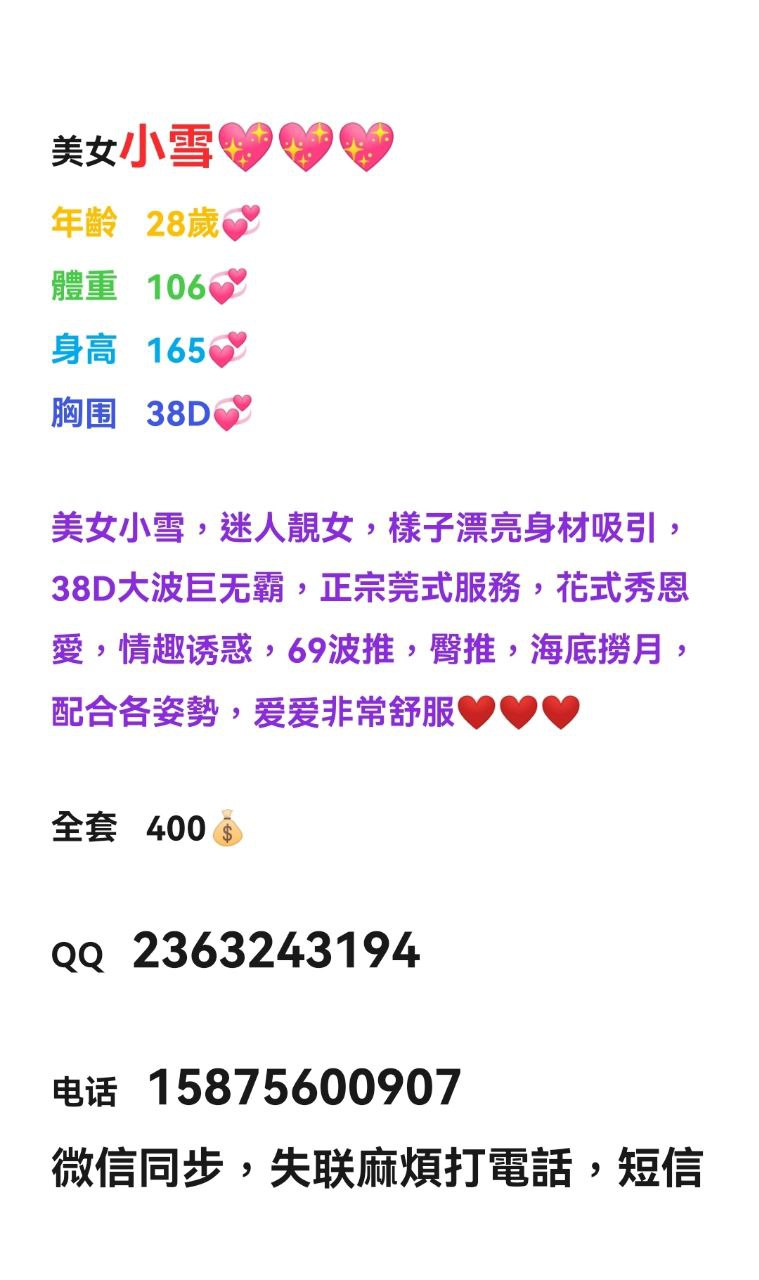 美女小雪💖💖💖
年齡 28歲💞
體重 106💞
身高 165💞
胸围 38D💞
美女小雪，迷人靚女，樣子漂亮身材吸引，
38D大波巨无霸，正宗莞式服務，花式秀恩
愛，情趣诱惑，69波推，臀推，海底撈月，
配合各姿勢，爱爱非常舒服❤️❤️❤️
全套 400💰
QQ 2363243194
电话 15875600907
微信同步，失联麻煩打電話，短信